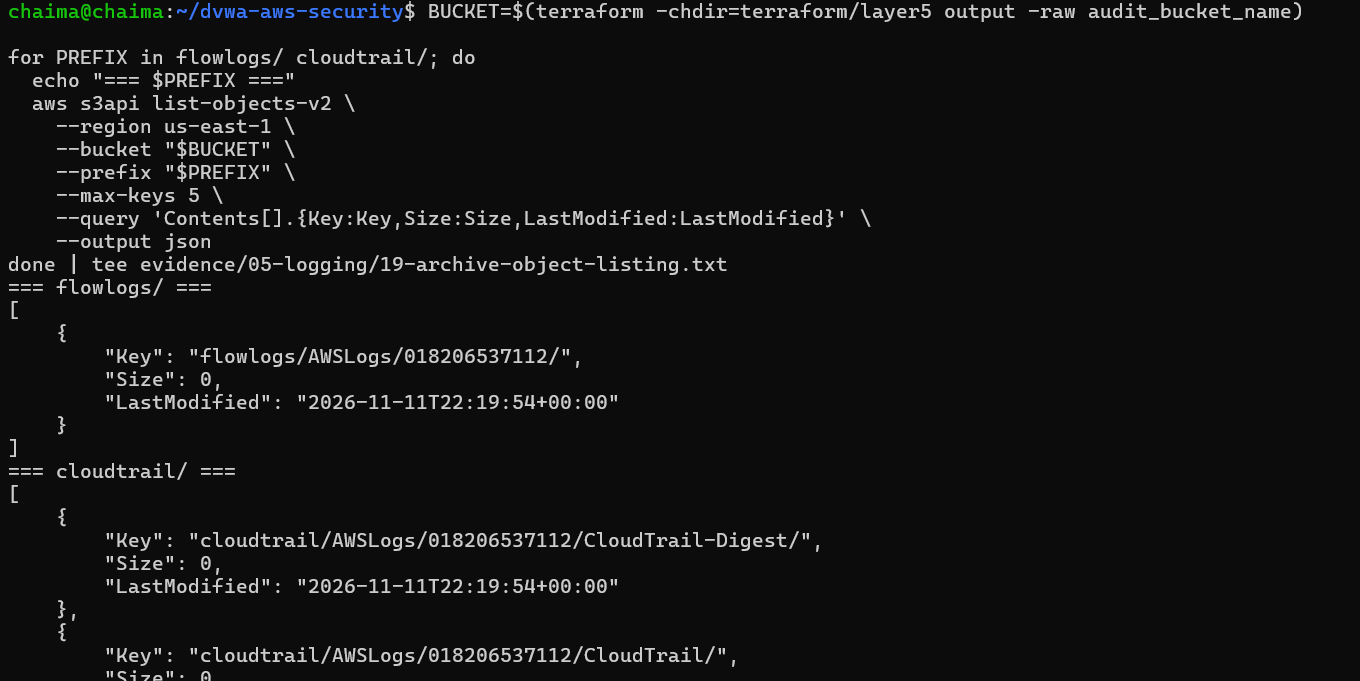 chaima@chaima:~/dvwa-aws-security$ BUCKET=$(terraform -chdir=terraform/layer5 output -raw audit_bucket_name)
for PREFIX in flowlogs/ cloudtrail/; do
  echo "=== $PREFIX ==="
  aws s3api list-objects-v2 \
    --region us-east-1 \
    --bucket "$BUCKET" \
    --prefix "$PREFIX" \
    --max-keys 5 \
    --query 'Contents[].{Key:Key,Size:Size,LastModified:LastModified}' \
    --output json
done | tee evidence/05-logging/19-archive-object-listing.txt
=== flowlogs/ ===
[
    {
        "Key": "flowlogs/AWSLogs/018206537112/",
        "Size": 0,
        "LastModified": "2026-11-11T22:19:54+00:00"
    }
]
=== cloudtrail/ ===
[
    {
        "Key": "cloudtrail/AWSLogs/018206537112/CloudTrail-Digest/",
        "Size": 0,
        "LastModified": "2026-11-11T22:19:54+00:00"
    },
    {
        "Key": "cloudtrail/AWSLogs/018206537112/CloudTrail/",
        "Size": 0